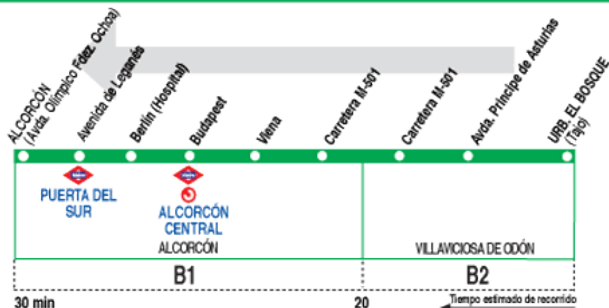 ALCORCÓN
(Avda. Olímpico Fdez. Ochoa)
Avenida de Leganés
Berlín (Hospital)
Budapest
Viena
Carretera M-501
Carretera M-501
Avda. Príncipe de Asturias
URB. EL BOSQUE
(Tajo)
PUERTA DEL
SUR
ALCORCÓN
CENTRAL
ALCORCÓN
VILLAVICIOSA DE ODÓN
B1
B2
30 min
20
Tiempo estimado de recorrido